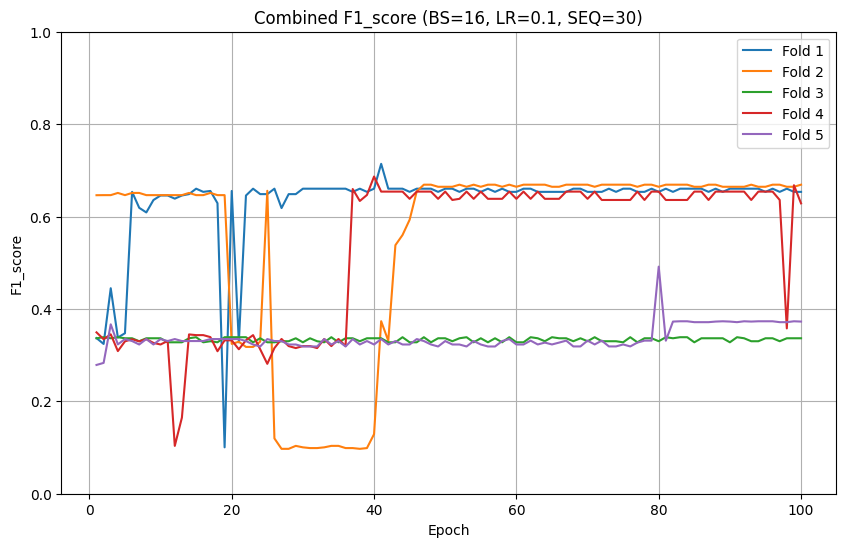 Combined F1_score (BS=16, LR=0.1, SEQ=30)
1.0
0.8
0.6
0.4
0.2
0.0
F1_score
0
20
40
60
80
100
Epoch
Fold 1
Fold 2
Fold 3
Fold 4
Fold 5